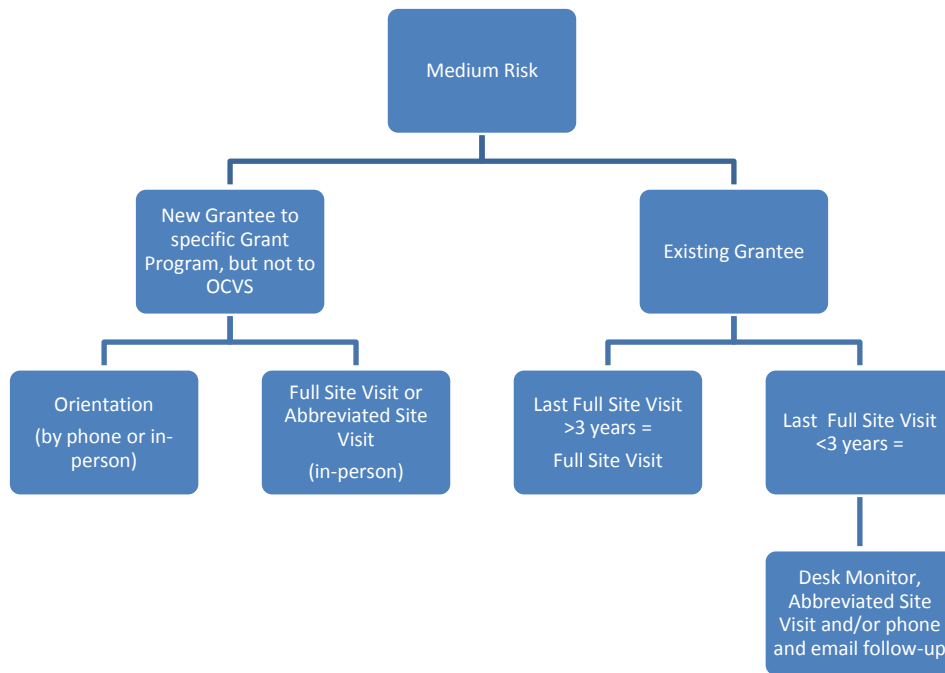 Medium Risk
New Grantee to
specific Grant
Program, but not to
OCVS
Existing Grantee
Orientation
(by phone or in-
person)
Full Site Visit or
Abbreviated Site
Visit
(in-person)
Last Full Site Visit
>3 years =
Full Site Visit
Last  Full Site Visit
<3 years =
Desk Monitor,
Abbreviated Site
Visit and/or phone
and email follow-up